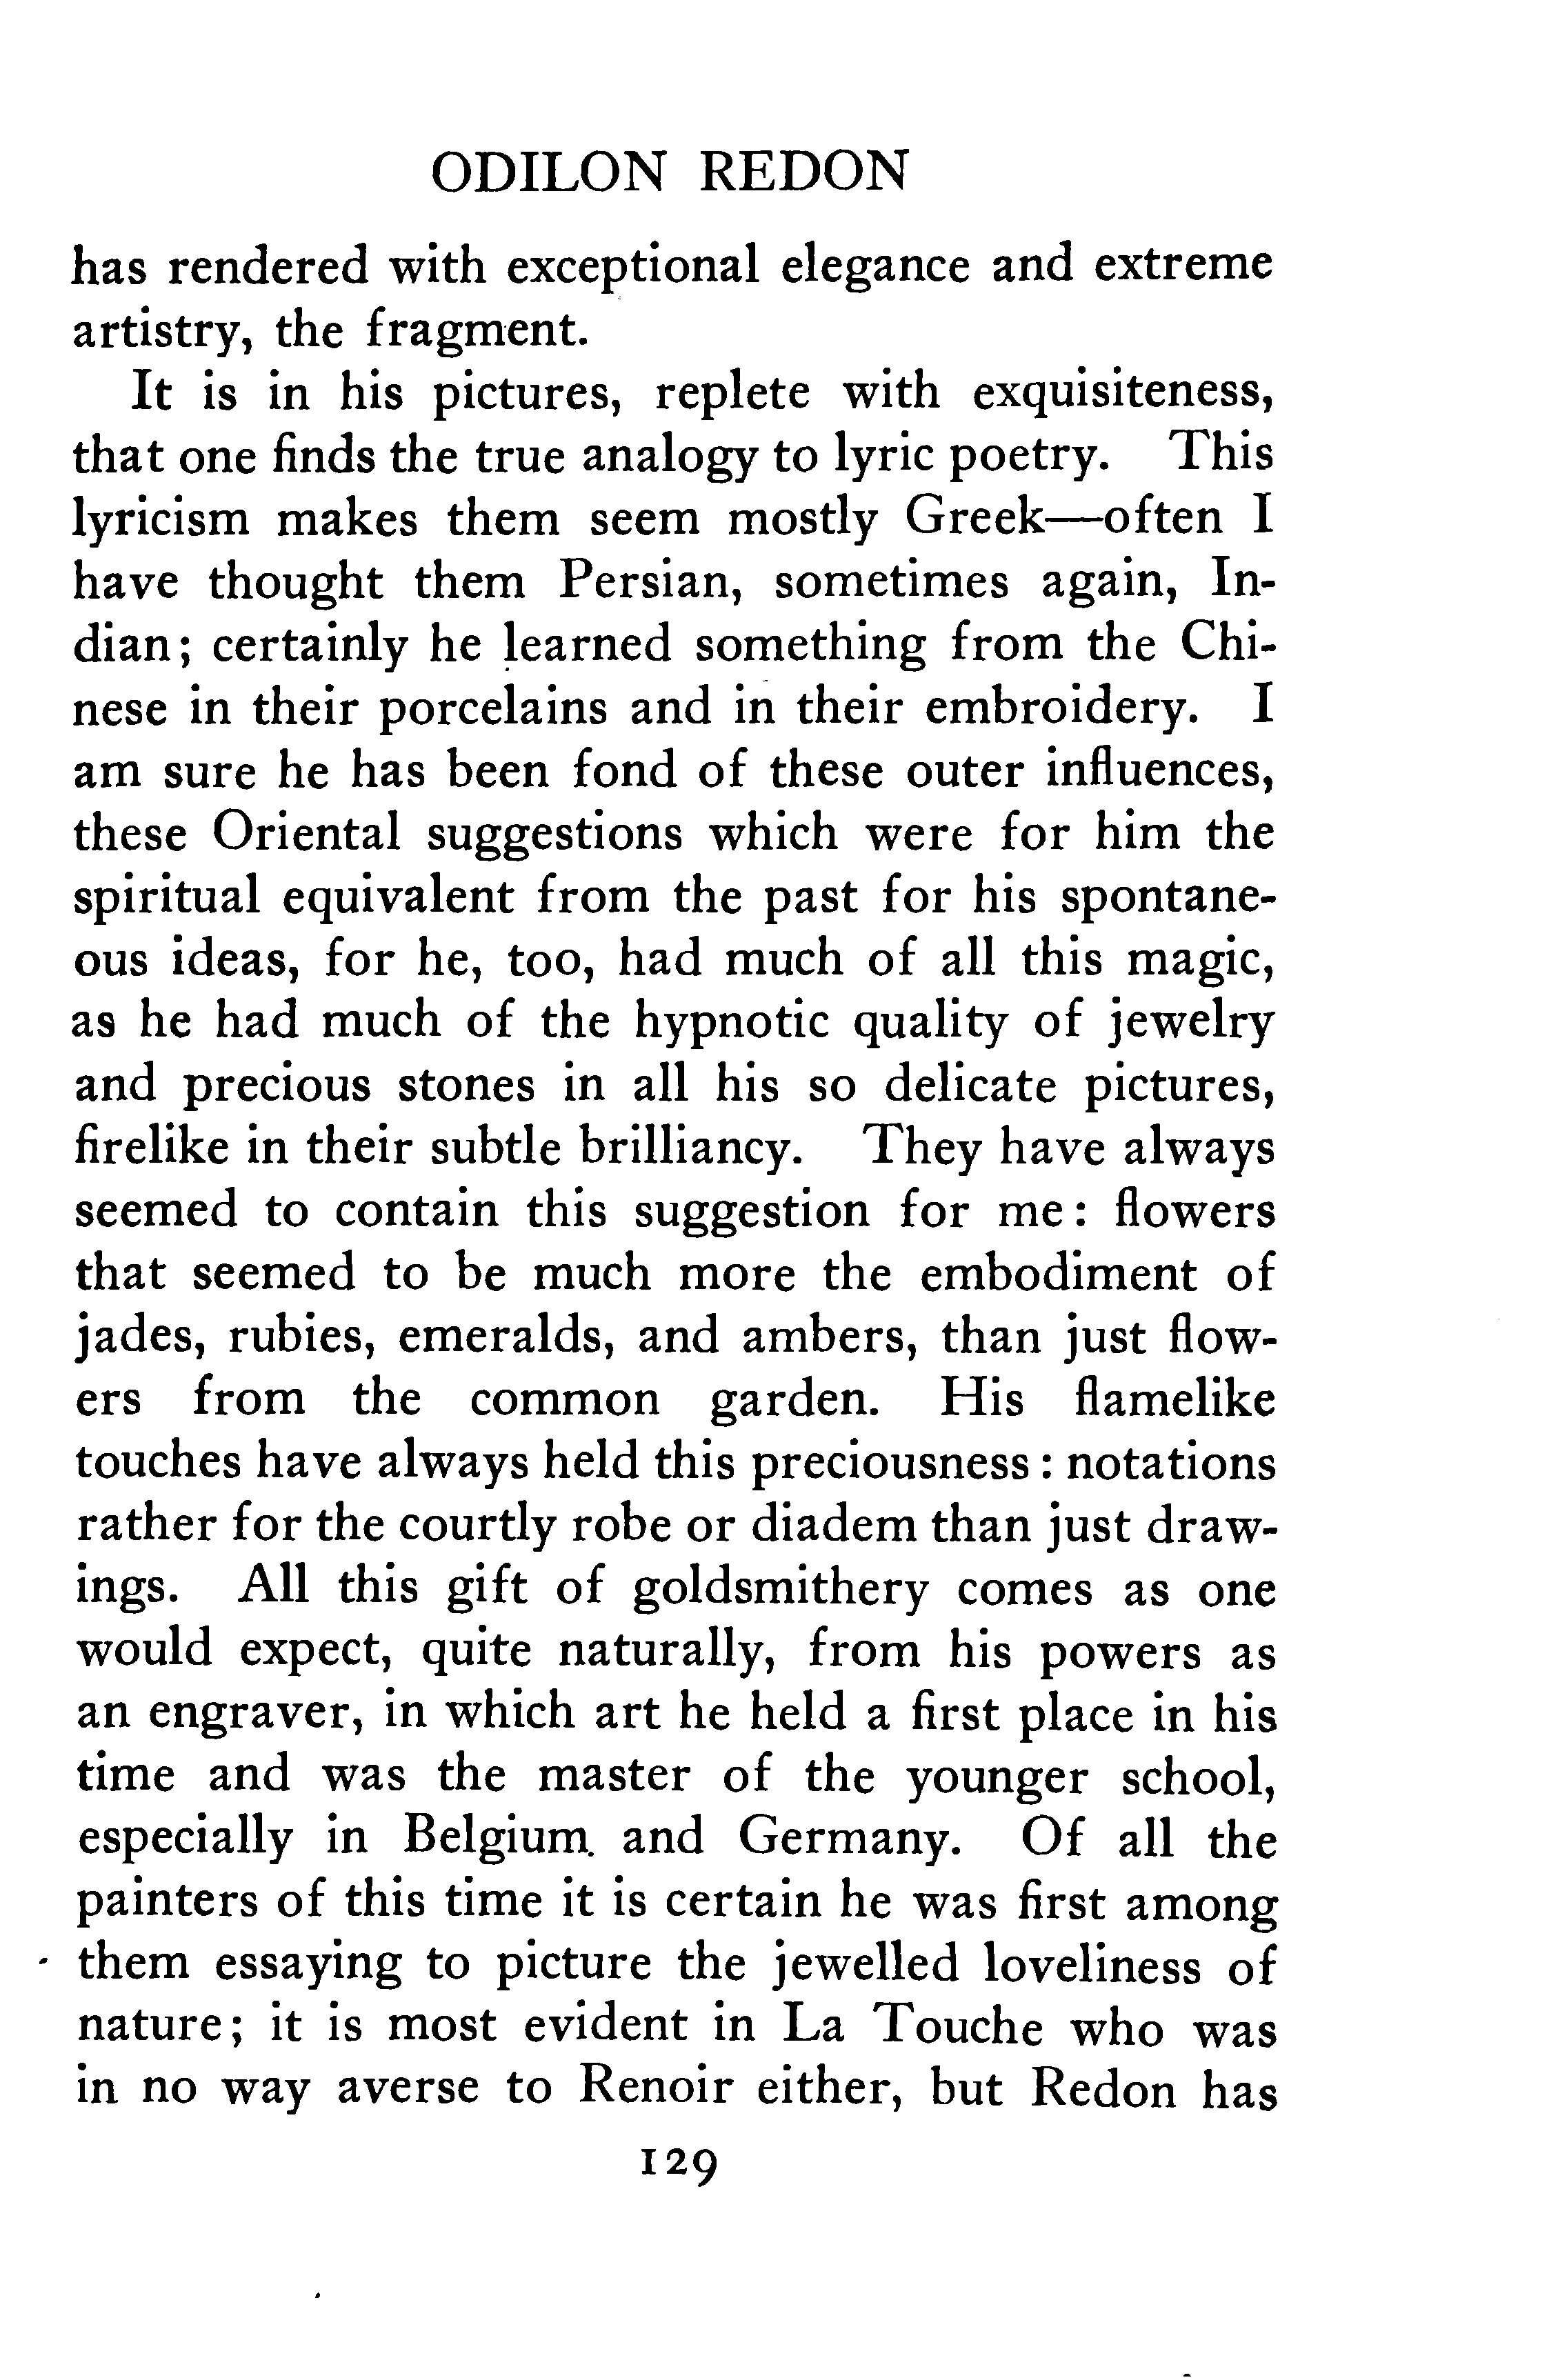 ODILON REDON
has rendered with exceptional elegance and extreme
artistry, the fragment.
It is in his pictures, replete with exquisiteness,
that one finds the true analogy to lyric poetry. This
lyricism makes them seem mostly Greek—often I
have thought them Persian, sometimes again, In-
dian; certainly he learned something from the Chi-
nese in their porcelains and in their embroidery. I
am sure he has been fond of these outer influences,
these Oriental suggestions which were for him the
spiritual equivalent from the past for his spontane-
ous ideas, for he, too, had much of all this magic,
as he had much of the hypnotic quality of jewelry
and precious stones in all his so delicate pictures,
firelike in their subtle brilliancy. They have always
seemed to contain this suggestion for me: flowers
that seemed to be much more the embodiment of
jades, rubies, emeralds, and ambers, than just flow-
ers from the common garden. His flamelike
touches have always held this preciousness: notations
rather for the courtly robe or diadem than just draw-
ings. All this gift of goldsmithery comes as one
would expect, quite naturally, from his powers as
an engraver, in which art he held a first place in his
time and was the master of the younger school,
especially in Belgium and Germany. Of all the
painters of this time it is certain he was first among
them essaying to picture the jewelled loveliness of
nature; it is most evident in La Touche who was
in no way averse to Renoir either, but Redon has
129